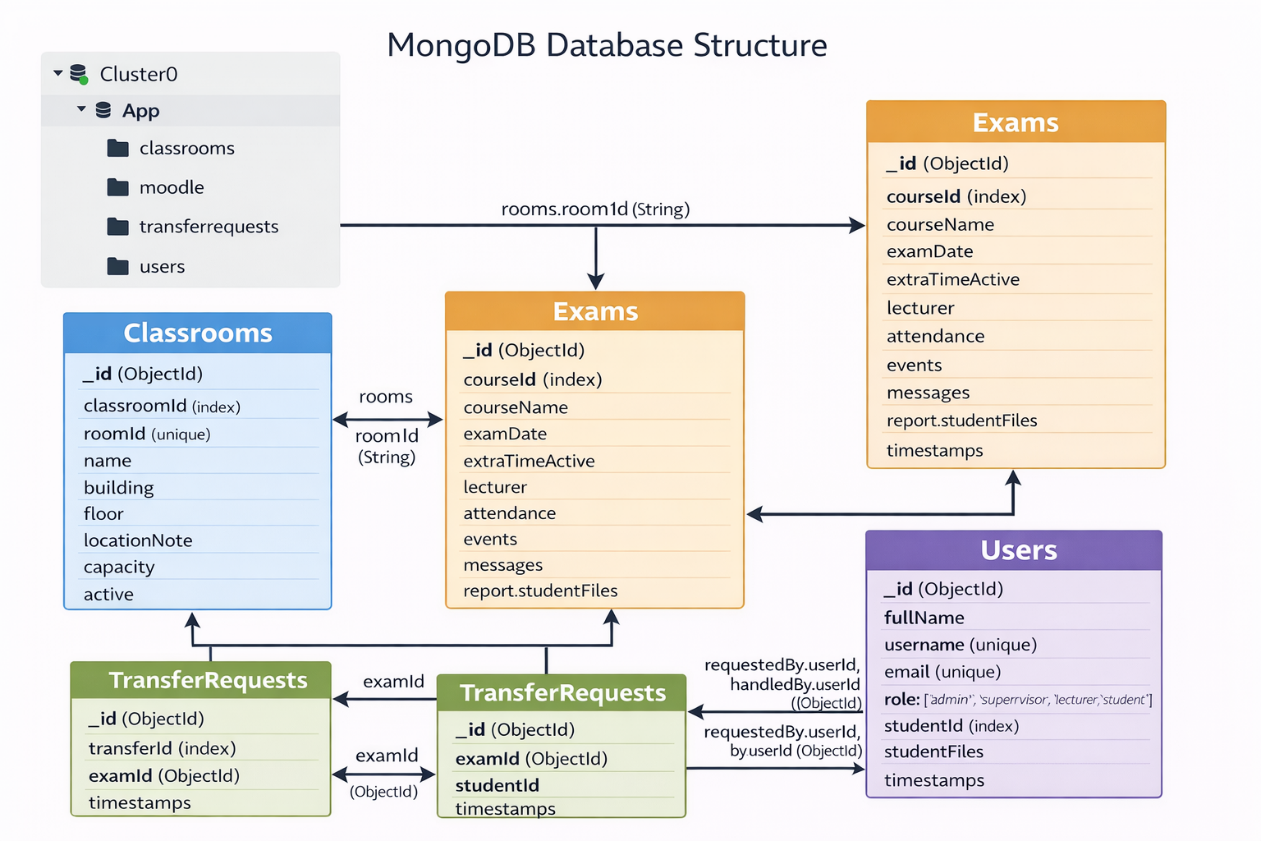 MongoDB Database Structure
Cluster0
App
classrooms
moodle
transferrequests
users
rooms.room1d (String)
Exams
_id (ObjectId)
courseId (index)
courseName
examDate
extraTimeActive
lecturer
attendance
events
messages
report.studentFiles
timestamps
Classrooms
_id (ObjectId)
classroomId (index)
roomId (unique)
name
building
floor
locationNote
capacity
active
rooms
roomId
(String)
Exams
_id (ObjectId)
courseId (index)
courseName
examDate
extraTimeActive
lecturer
attendance
events
messages
report.studentFiles
Users
_id (ObjectId)
fullName
username (unique)
email (unique)
role: [`admin', 'superrvisor, `lecturer,`student']
studentId (index)
studentFiles
timestamps
TransferRequests
_id (ObjectId)
transferId (index)
examId (ObjectId)
timestamps
examId
examId
(ObjectId)
TransferRequests
_id (ObjectId)
examId (ObjectId)
studentId
timestamps
requestedBy.userId,
handledBy.userId
((ObjectId)
requestedBy.userId,
by.userId (ObjectId)